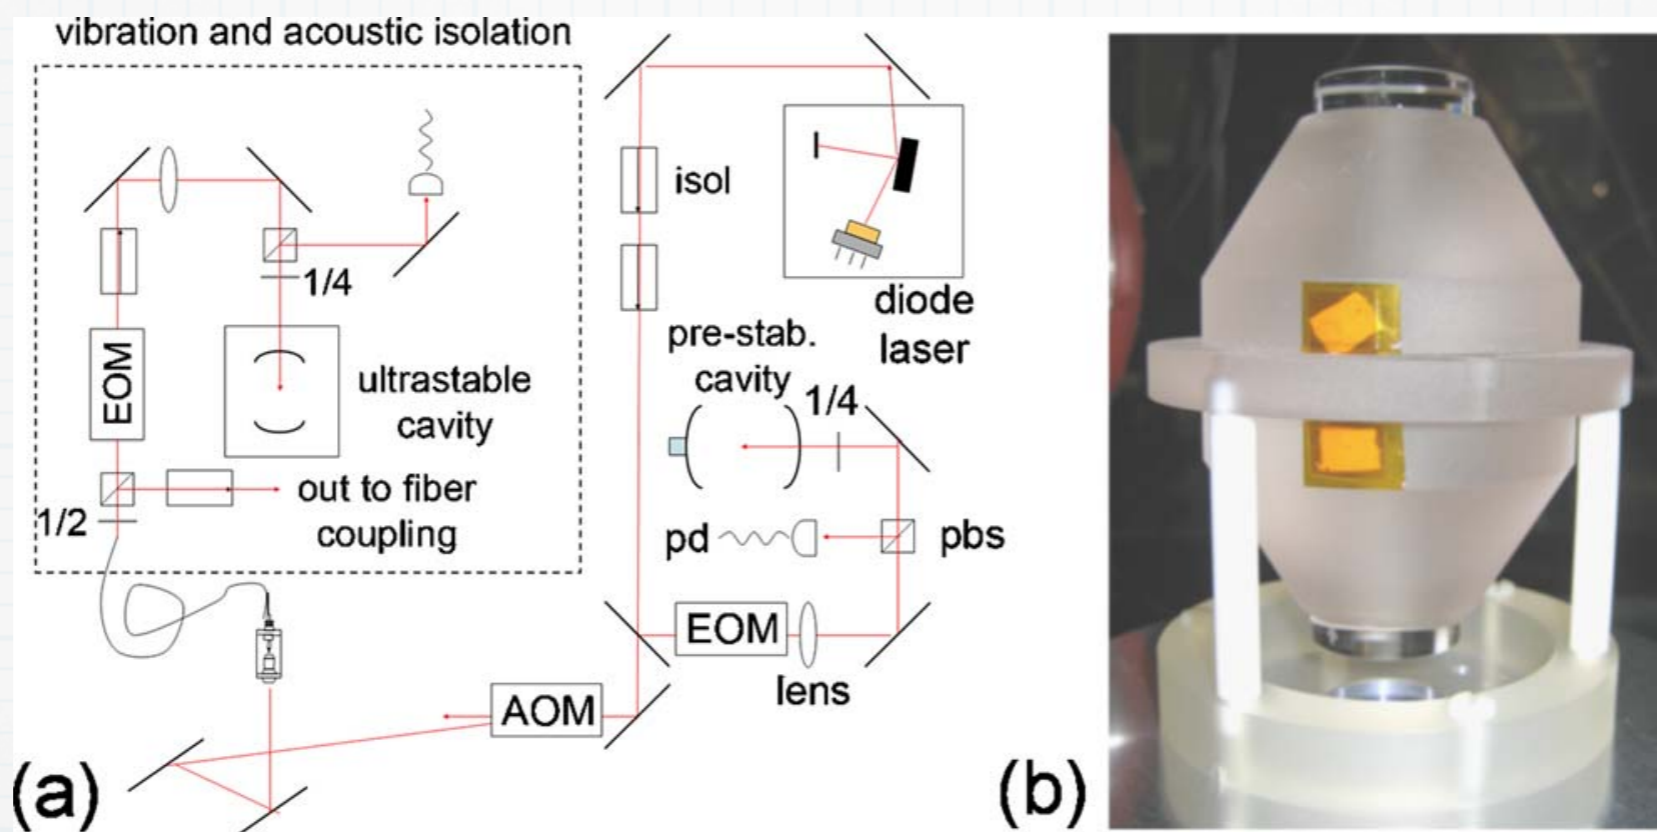 vibration and acoustic isolation
isol
1/4
diode
laser
pre-stab.
cavity
1/4
EOM
ultrastable
cavity
out to fiber
coupling
1/2
pd
pbs
EOM
lens
AOM
(a)
(b)